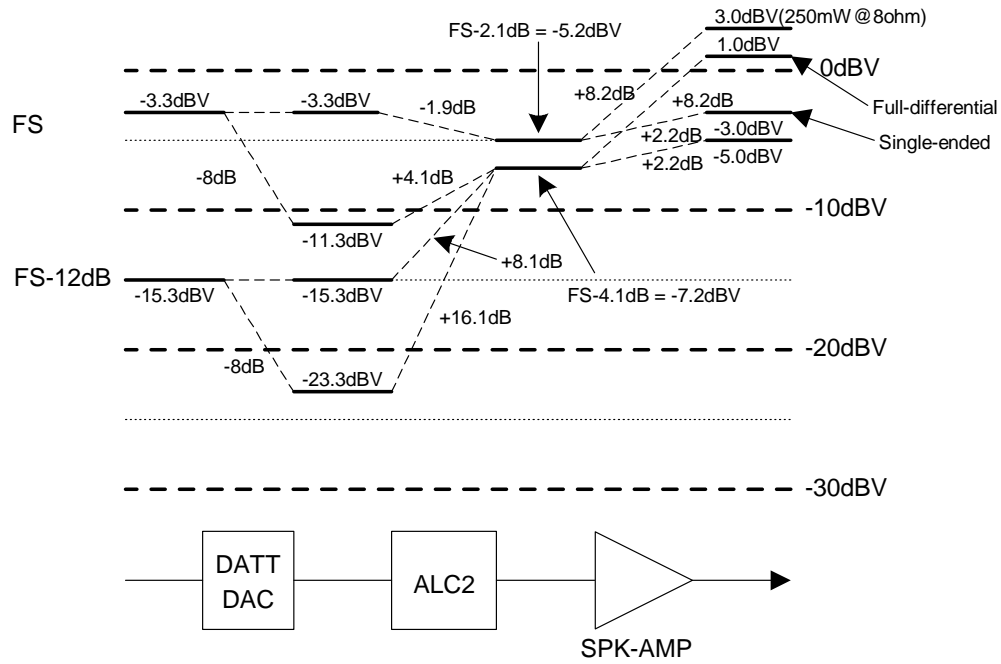 3.0dBV(250mW@8ohm)
FS-2.1dB = -5.2dBV
1.0dBV
0dBV
+8.2dB
-3.3dBV
-3.3dBV
-1.9dB
+8.2dB
Full-differential
FS
-3.0dBV
+2.2dB
Single-ended
-5.0dBV
+2.2dB
-8dB
+4.1dB
-10dBV
-11.3dBV
+8.1dB
FS-12dB
-15.3dBV
-15.3dBV
FS-4.1dB = -7.2dBV
+16.1dB
-20dBV
-8dB
-23.3dBV
-30dBV
DATT
DAC
ALC2
SPK-AMP